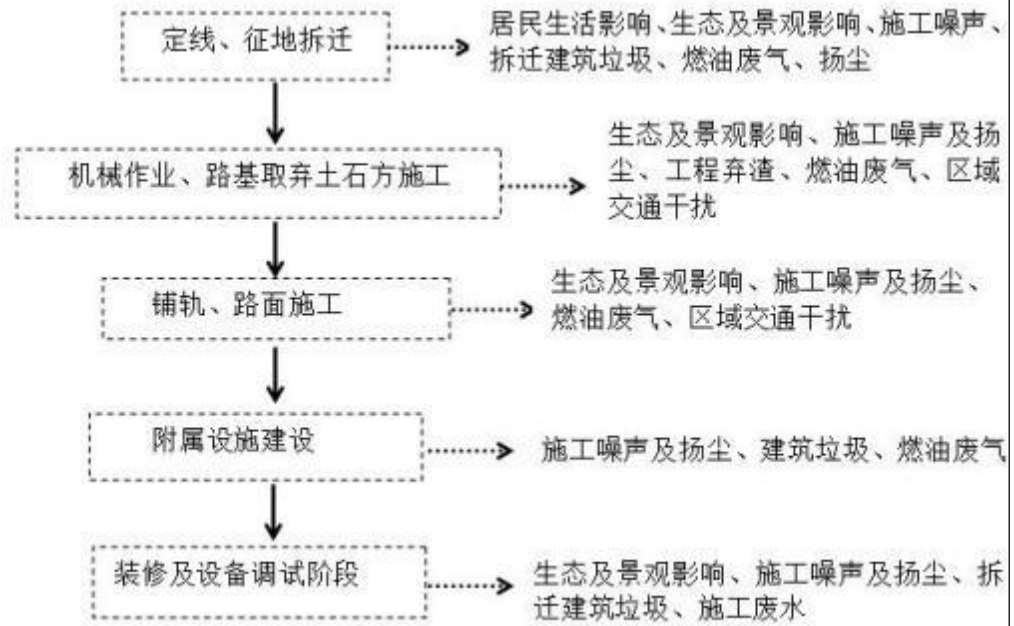 定线、征地拆迁
居民生活影响、生态及景观影响、施工噪声、
拆迁建筑垃圾、燃油废气、扬尘
机械作业、路基取弃土石方施工
生态及景观影响、施工噪声及扬
尘、工程弃渣、燃油废气、区域
交通干扰
铺轨、路面施工
生态及景观影响、施工噪声及扬尘、
燃油废气、区域交通干扰
附属设施建设
施工噪声及扬尘、建筑垃圾、燃油废气
装修及设备调试阶段
生态及景观影响、施工噪声及扬尘、拆
迁建筑垃圾、施工废水